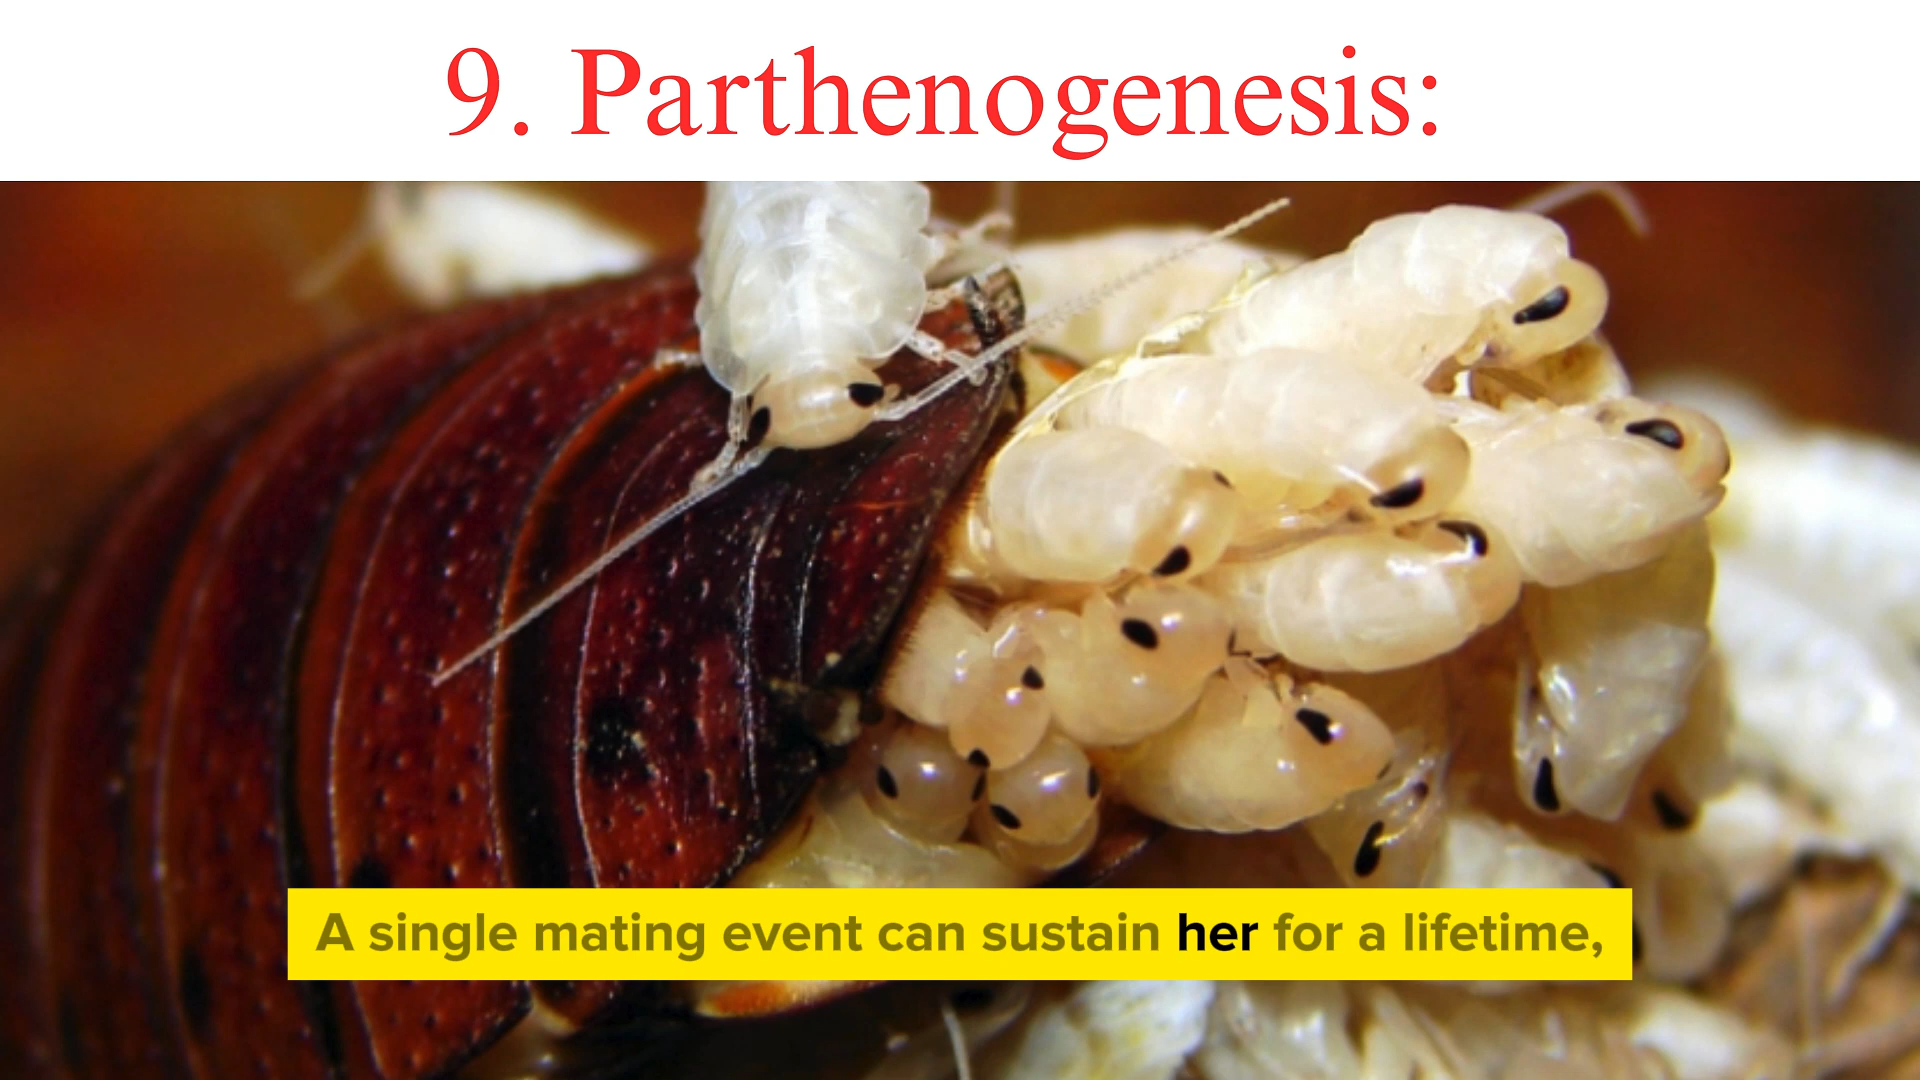 9. Parthenogenesis:
A single mating event can sustain her for a lifetime,